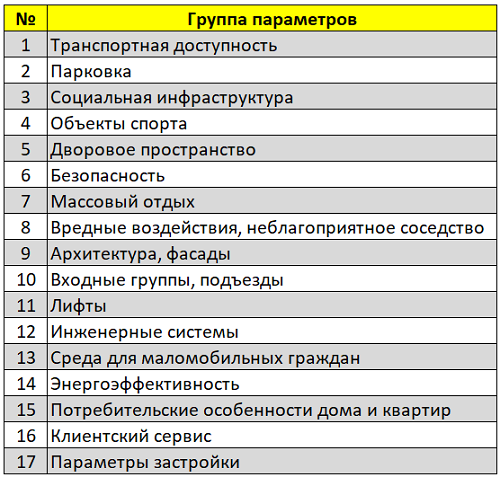 № Группа параметров
1 Транспортная доступность
2 Парковка
3 Социальная инфраструктура
4 Объекты спорта
5 Дворовое пространство
6 Безопасность
7 Массовый отдых
8 Вредные воздействия, неблагоприятное соседство
9 Архитектура, фасады
10 Входные группы, подъезды
11 Лифты
12 Инженерные системы
13 Среда для маломобильных граждан
14 Энергоэффективность
15 Потребительские особенности дома и квартир
16 Клиентский сервис
17 Параметры застройки